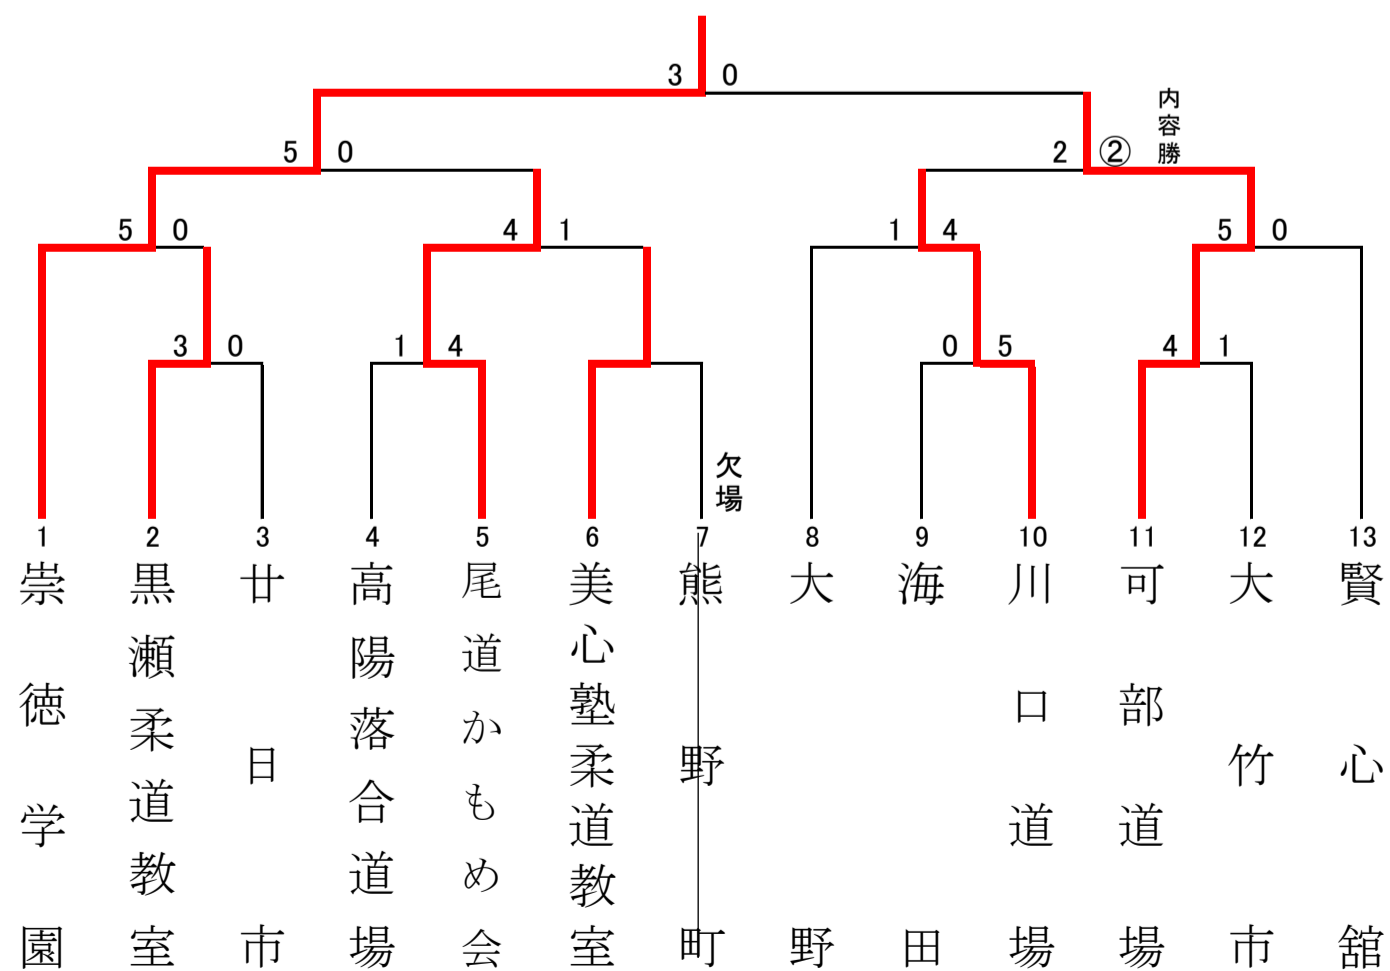 3 0
内容勝
5 0
2 ②
5 0
4 1
1 4
5 0
3 0
1 4
0 5
4 1
欠場
1 崇徳学園
2 黒瀬柔道教室
3 廿日市
4 高陽落合道場
5 尾道かもめ会
6 美心塾柔道教室
7 熊野町
8 大野
9 海田
10 川口道場
11 可部道場
12 大竹市
13 賢心舘